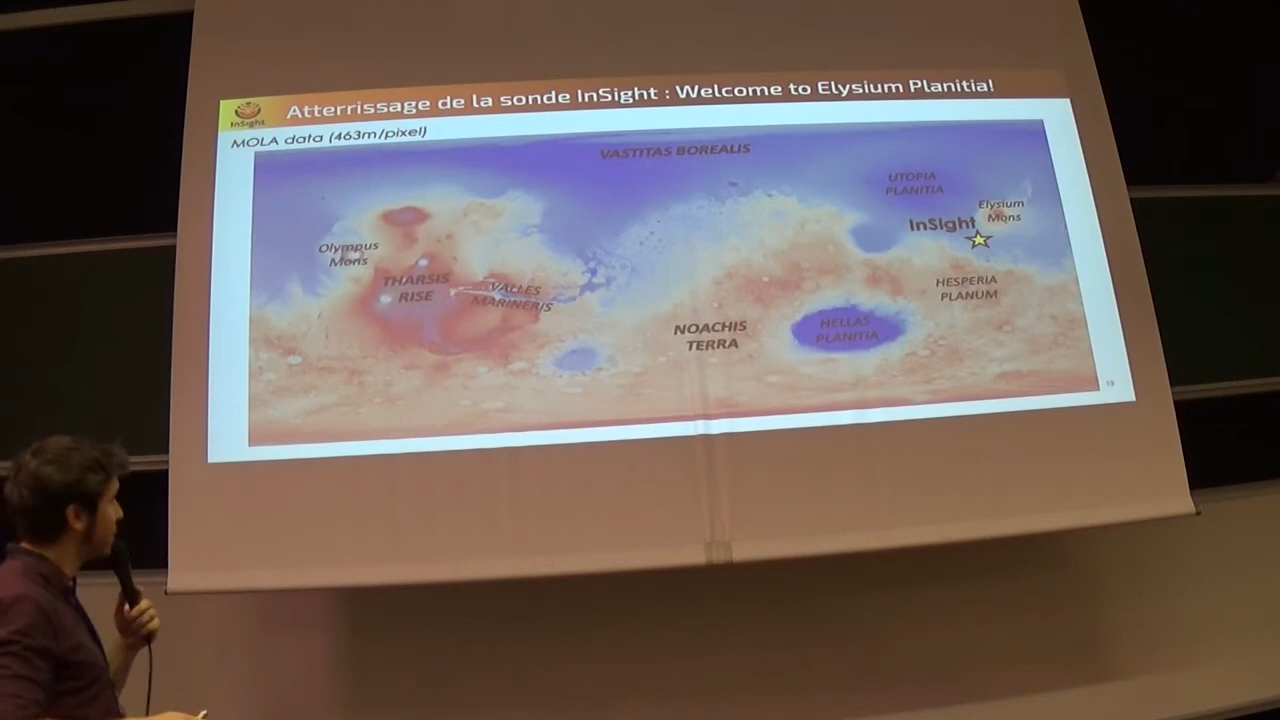 Atterrissage de la sonde InSight : Welcome to Elysium Planitia!
InSight
MOLA data (463m/pixel)
VASTITAS BOREALIS
UTOPIA
PLANITIA
Elysium
Mons
InSight
Olympus
Mons
THARSIS
RISE
VALLES
MARINERIS
HESPERIA
PLANUM
NOACHIS
TERRA
HELLAS
PLANITIA
19